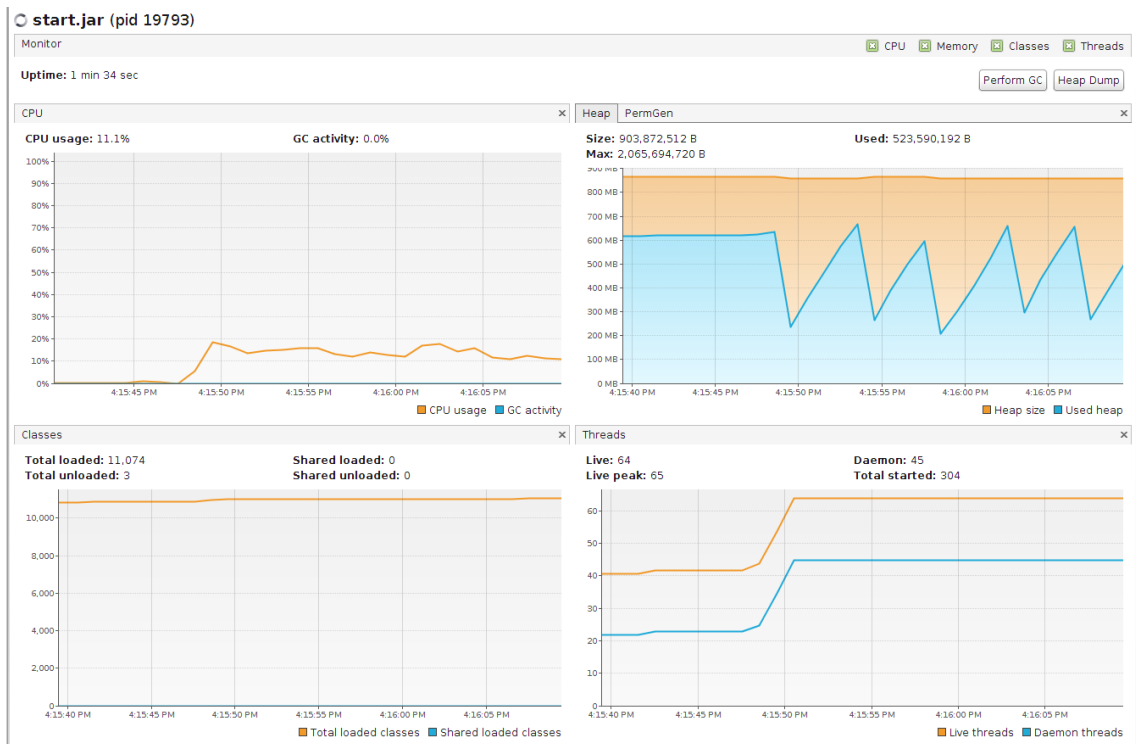 start.jar (pid 19793)
Monitor
CPU Memory Classes Threads
Uptime: 1 min 34 sec
Perform GC Heap Dump
CPU
CPU usage: 11.1% GC activity: 0.0%
100%
90%
80%
70%
60%
50%
40%
30%
20%
10%
0%
4:15:45 PM 4:15:50 PM 4:15:55 PM 4:16:00 PM 4:16:05 PM
CPU usage GC activity
Heap PermGen
Size: 903,872,512 B Used: 523,590,192 B
Max: 2,065,694,720 B
900 MB
800 MB
700 MB
600 MB
500 MB
400 MB
300 MB
200 MB
100 MB
0 MB
4:15:40 PM 4:15:45 PM 4:15:50 PM 4:15:55 PM 4:16:00 PM 4:16:05 PM
Heap size Used heap
Classes
Total loaded: 11,074 Shared loaded: 0
Total unloaded: 3 Shared unloaded: 0
10,000
8,000
6,000
4,000
2,000
0
4:15:40 PM 4:15:45 PM 4:15:50 PM 4:15:55 PM 4:16:00 PM 4:16:05 PM
Total loaded classes Shared loaded classes
Threads
Live: 64 Daemon: 45
Live peak: 65 Total started: 304
60
50
40
30
20
10
0
4:15:40 PM 4:15:45 PM 4:15:50 PM 4:15:55 PM 4:16:00 PM 4:16:05 PM
Live threads Daemon threads